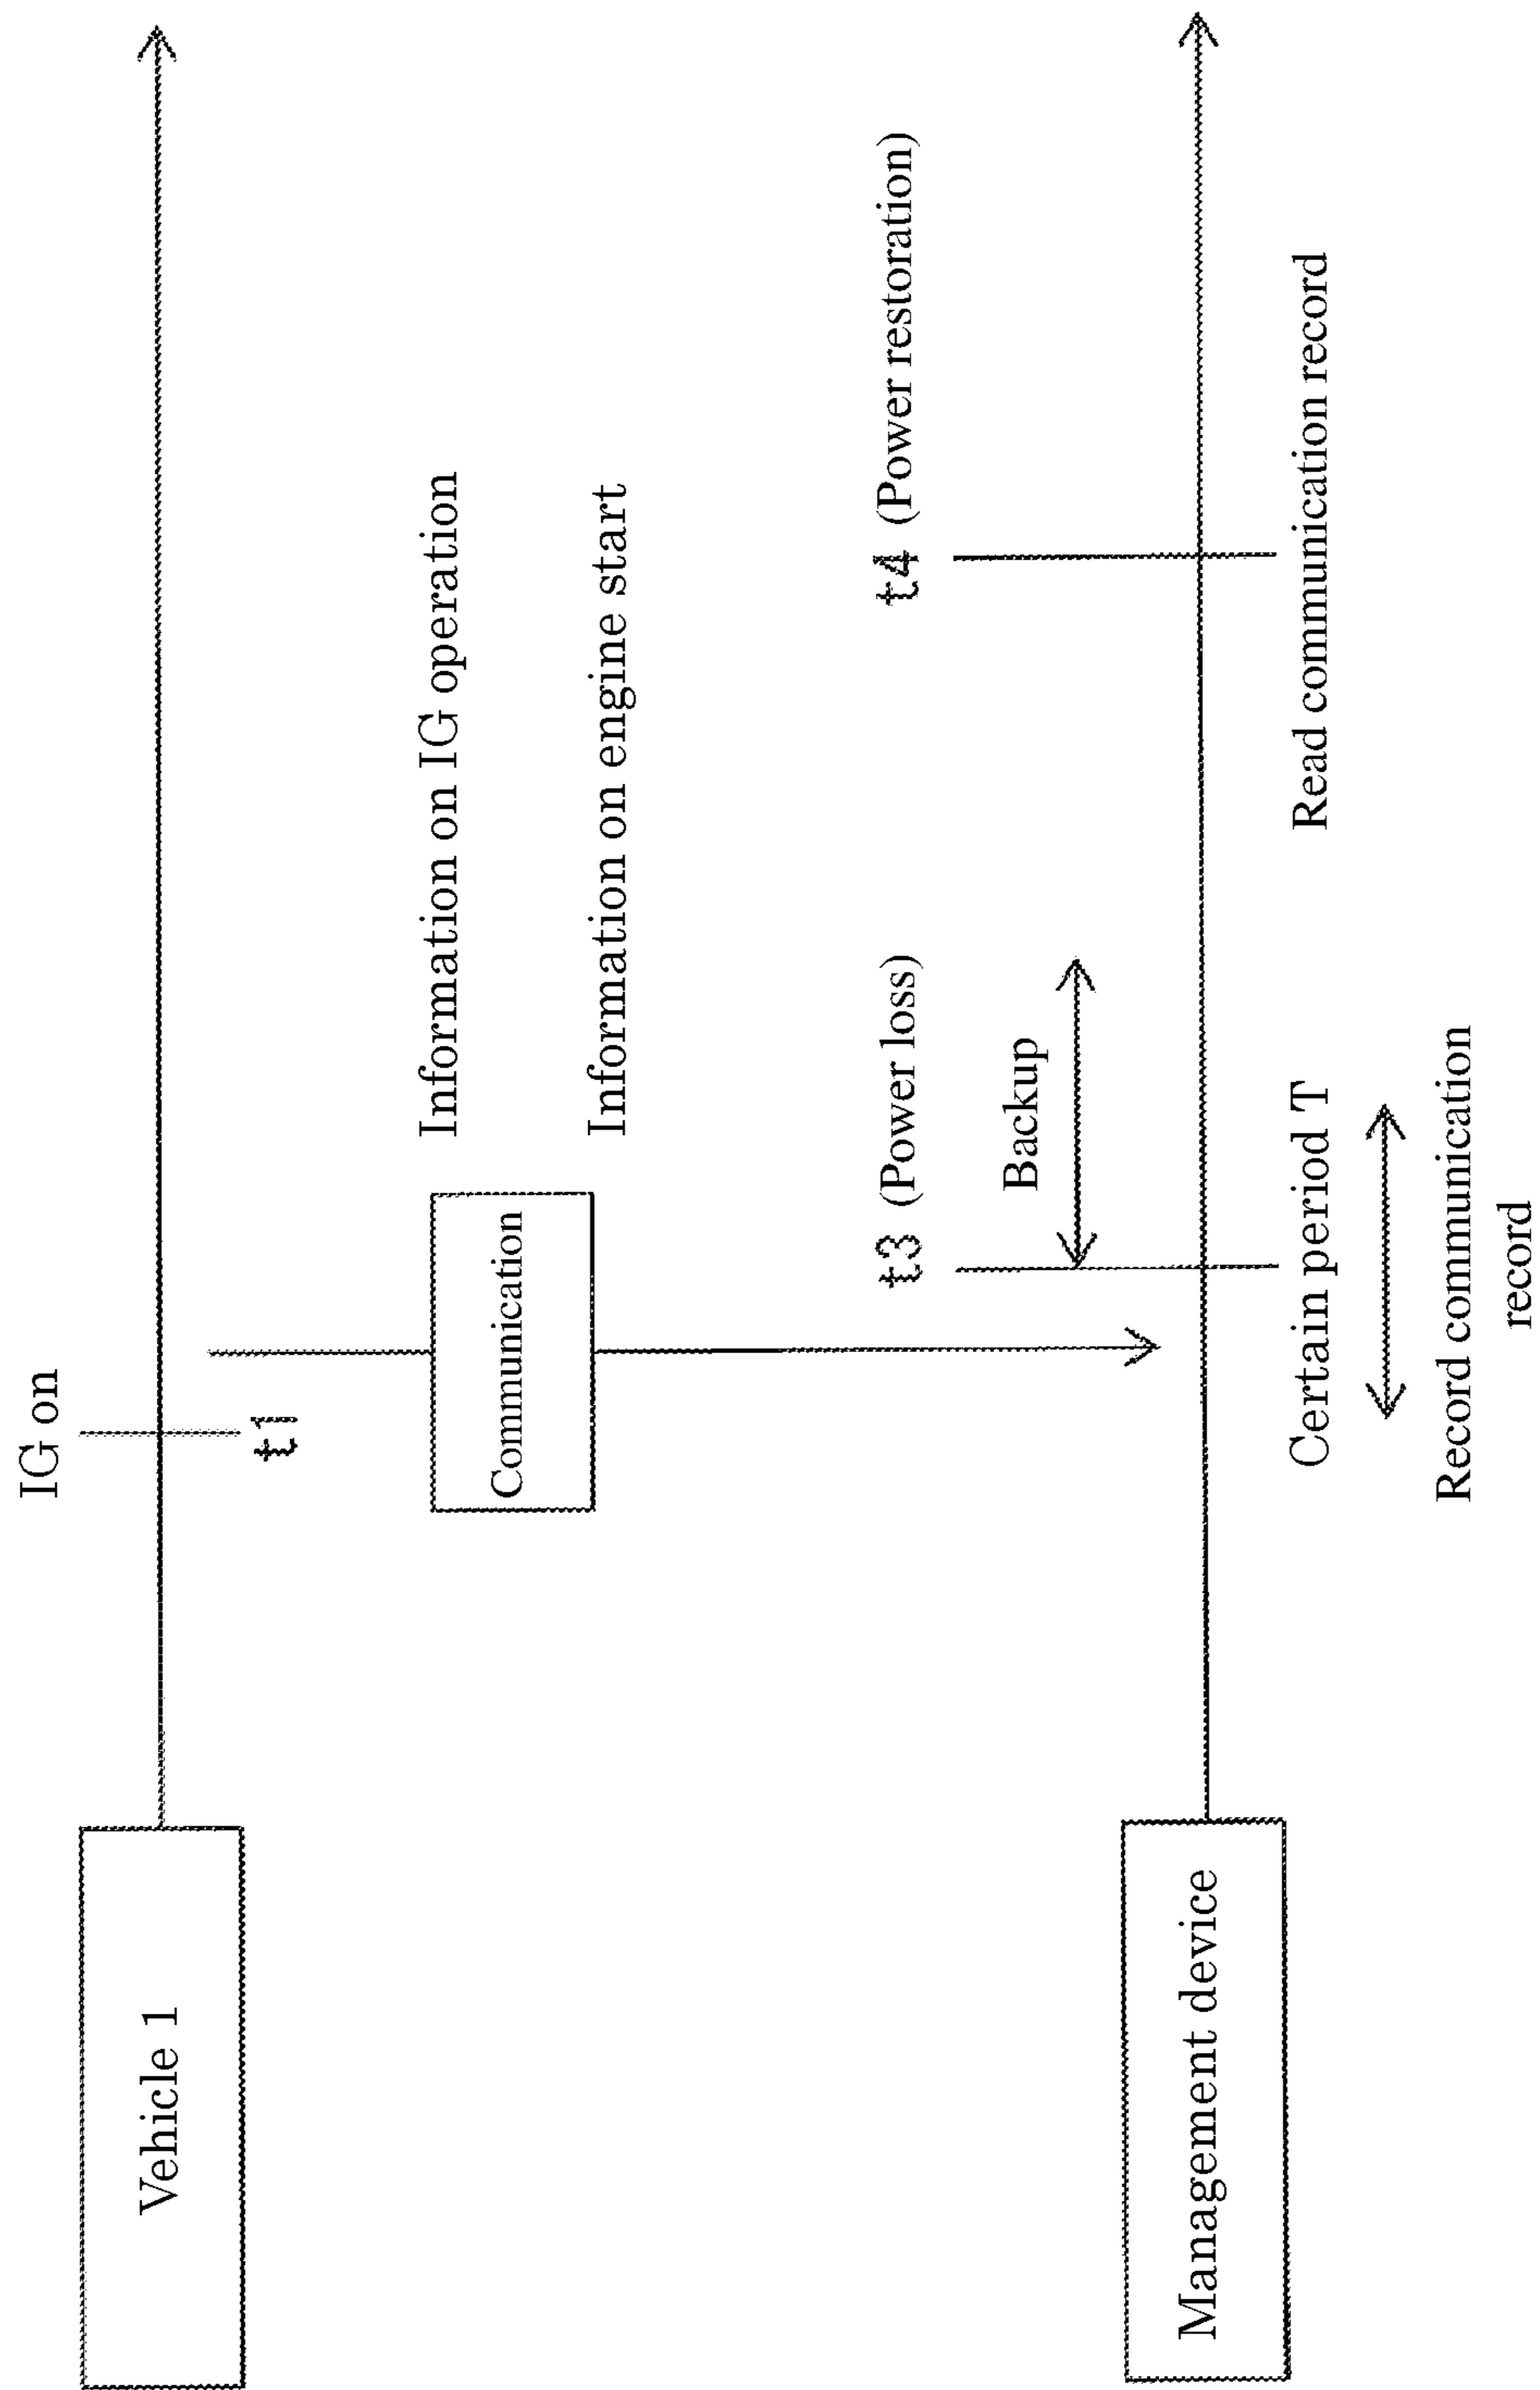 Vehicle 1
IG on
t1
Communication
Information on IG operation
Information on engine start
t3 (Power loss)
t4 (Power restoration)
Backup
Management device
Certain period T
Read communication record
Record communication
record